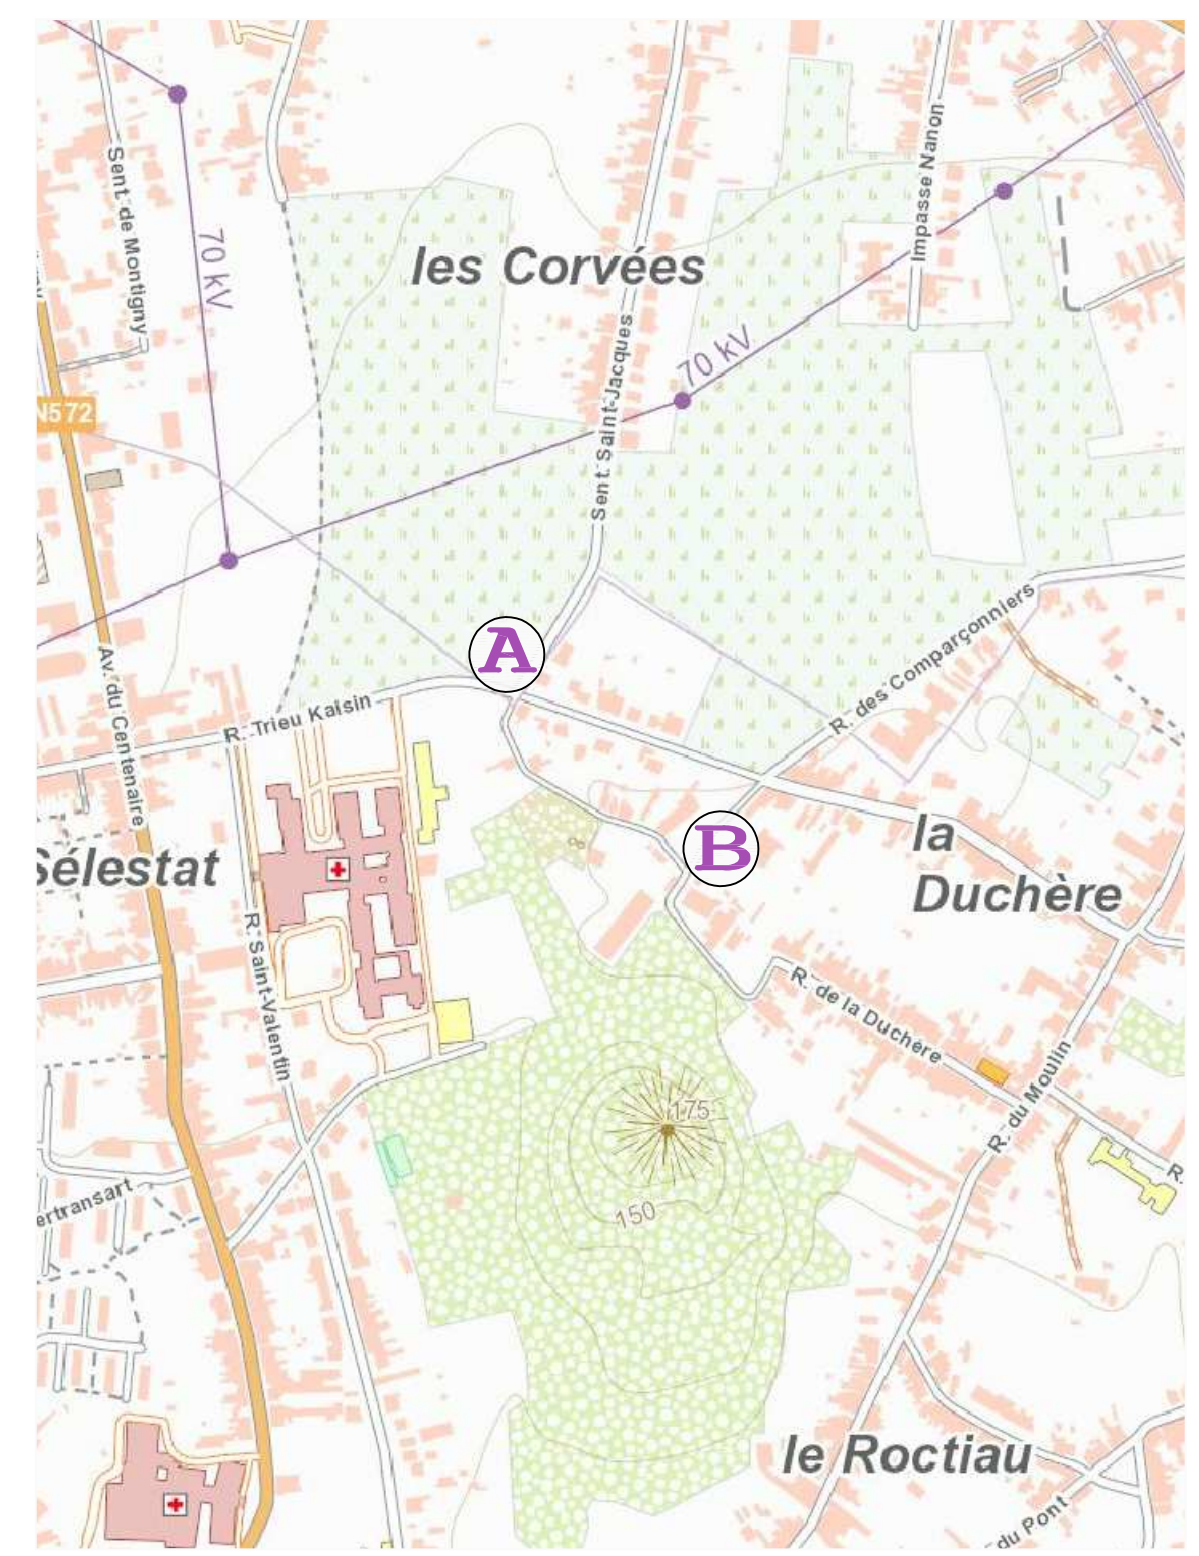 Sent. de Montigny
70 kV
les Corvées
Impasse Nanon
70 kV
Sent. Saint-Jacques
N572
A
R. des Comparçonniers
Av. du Centenaire
R. Trieu Kaisin
B
la
Duchère
Sélestat
R. Saint-Valentin
R. de la Duchère
R. du Moulin
175
150
R.
ertransart
le Roctiau
du Pont